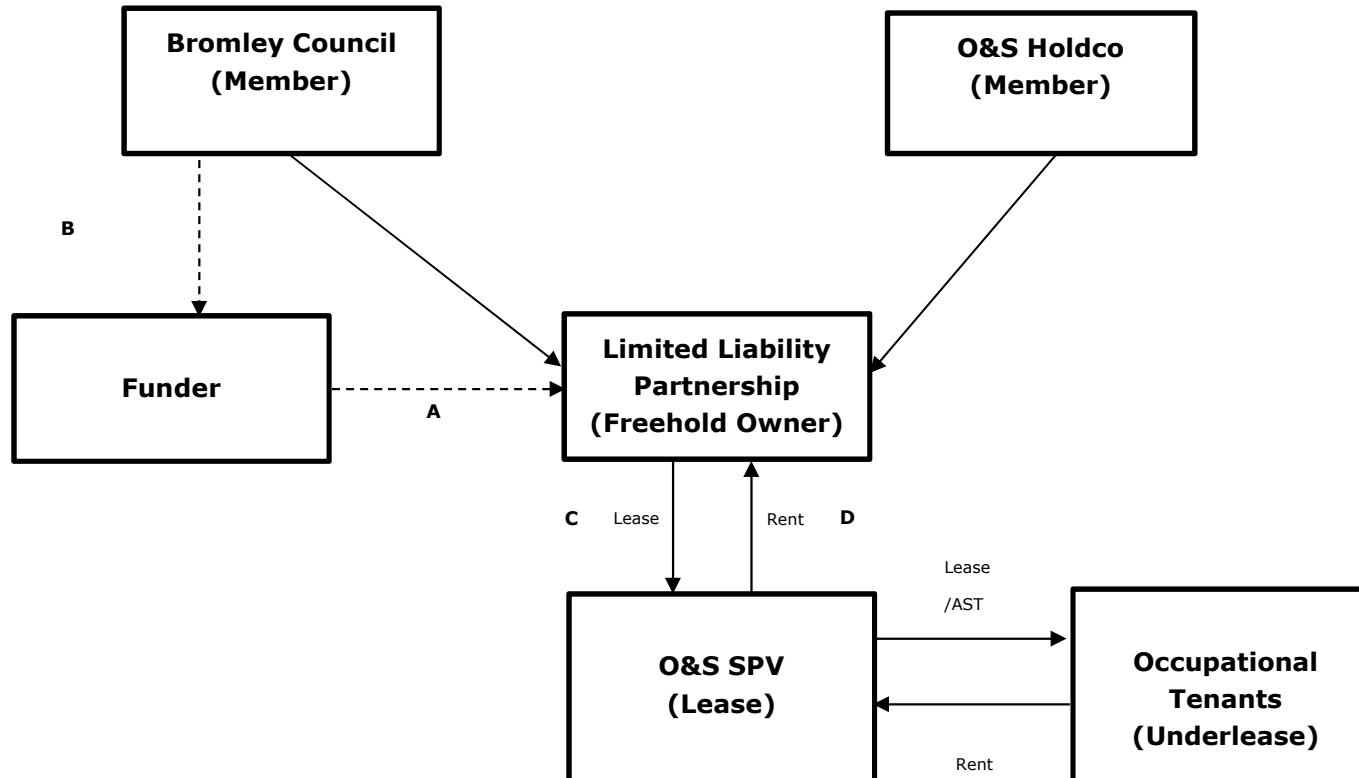 Bromley Council
(Member)
O&S Holdco
(Member)
B
Funder
A
Limited Liability
Partnership
(Freehold Owner)
C
Lease
Rent
D
Lease
/AST
O&S SPV
(Lease)
Occupational
Tenants
(Underlease)
Rent